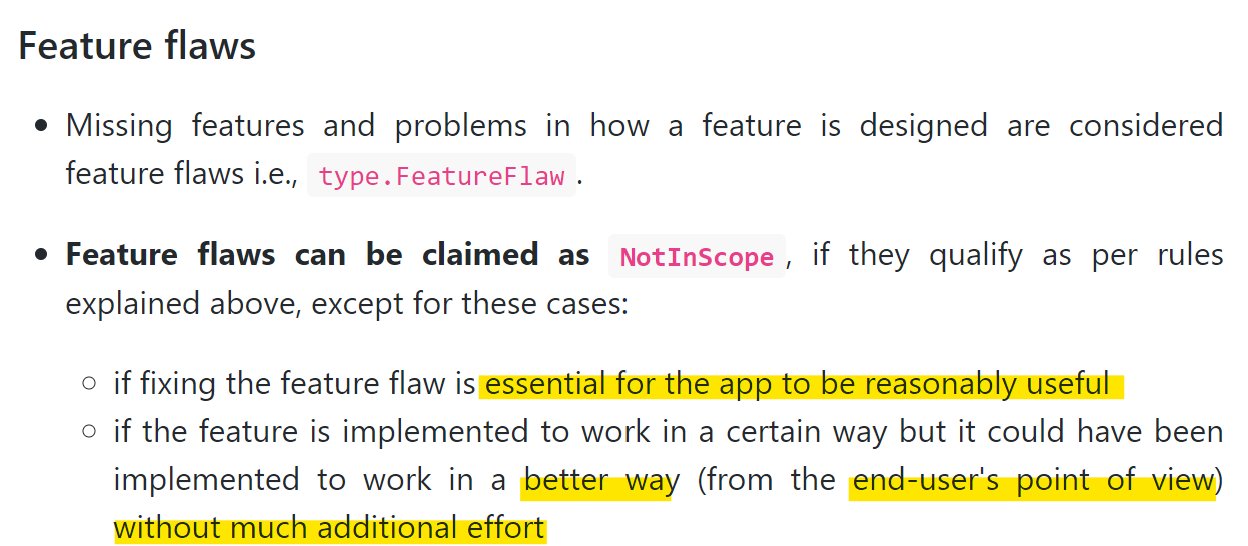 Feature flaws
Missing features and problems in how a feature is designed are considered
feature flaws i.e., type.FeatureFlaw .
Feature flaws can be claimed as NotInScope, if they qualify as per rules
explained above, except for these cases:
if fixing the feature flaw is essential for the app to be reasonably useful
if the feature is implemented to work in a certain way but it could have been
implemented to work in a better way (from the end-user's point of view)
without much additional effort